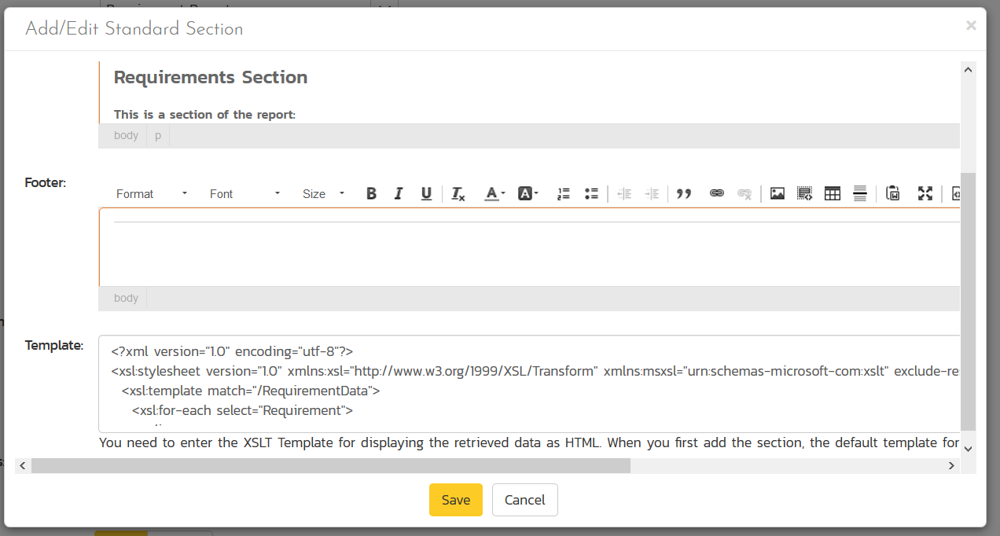 Add/Edit Standard Section
×
Requirements Section
This is a section of the report:
body p
Footer:
Format Font Size B I U Tx A A
body
Template:
<?xml version="1.0" encoding="utf-8"?>
<xsl:stylesheet version="1.0" xmlns:xsl="http://www.w3.org/1999/XSL/Transform" xmlns:msxsl="urn:schemas-microsoft-com:xslt" exclude-re
<xsl:template match="/RequirementData">
<xsl:for-each select="Requirement">
You need to enter the XSLT Template for displaying the retrieved data as HTML. When you first add the section, the default template for
Save Cancel